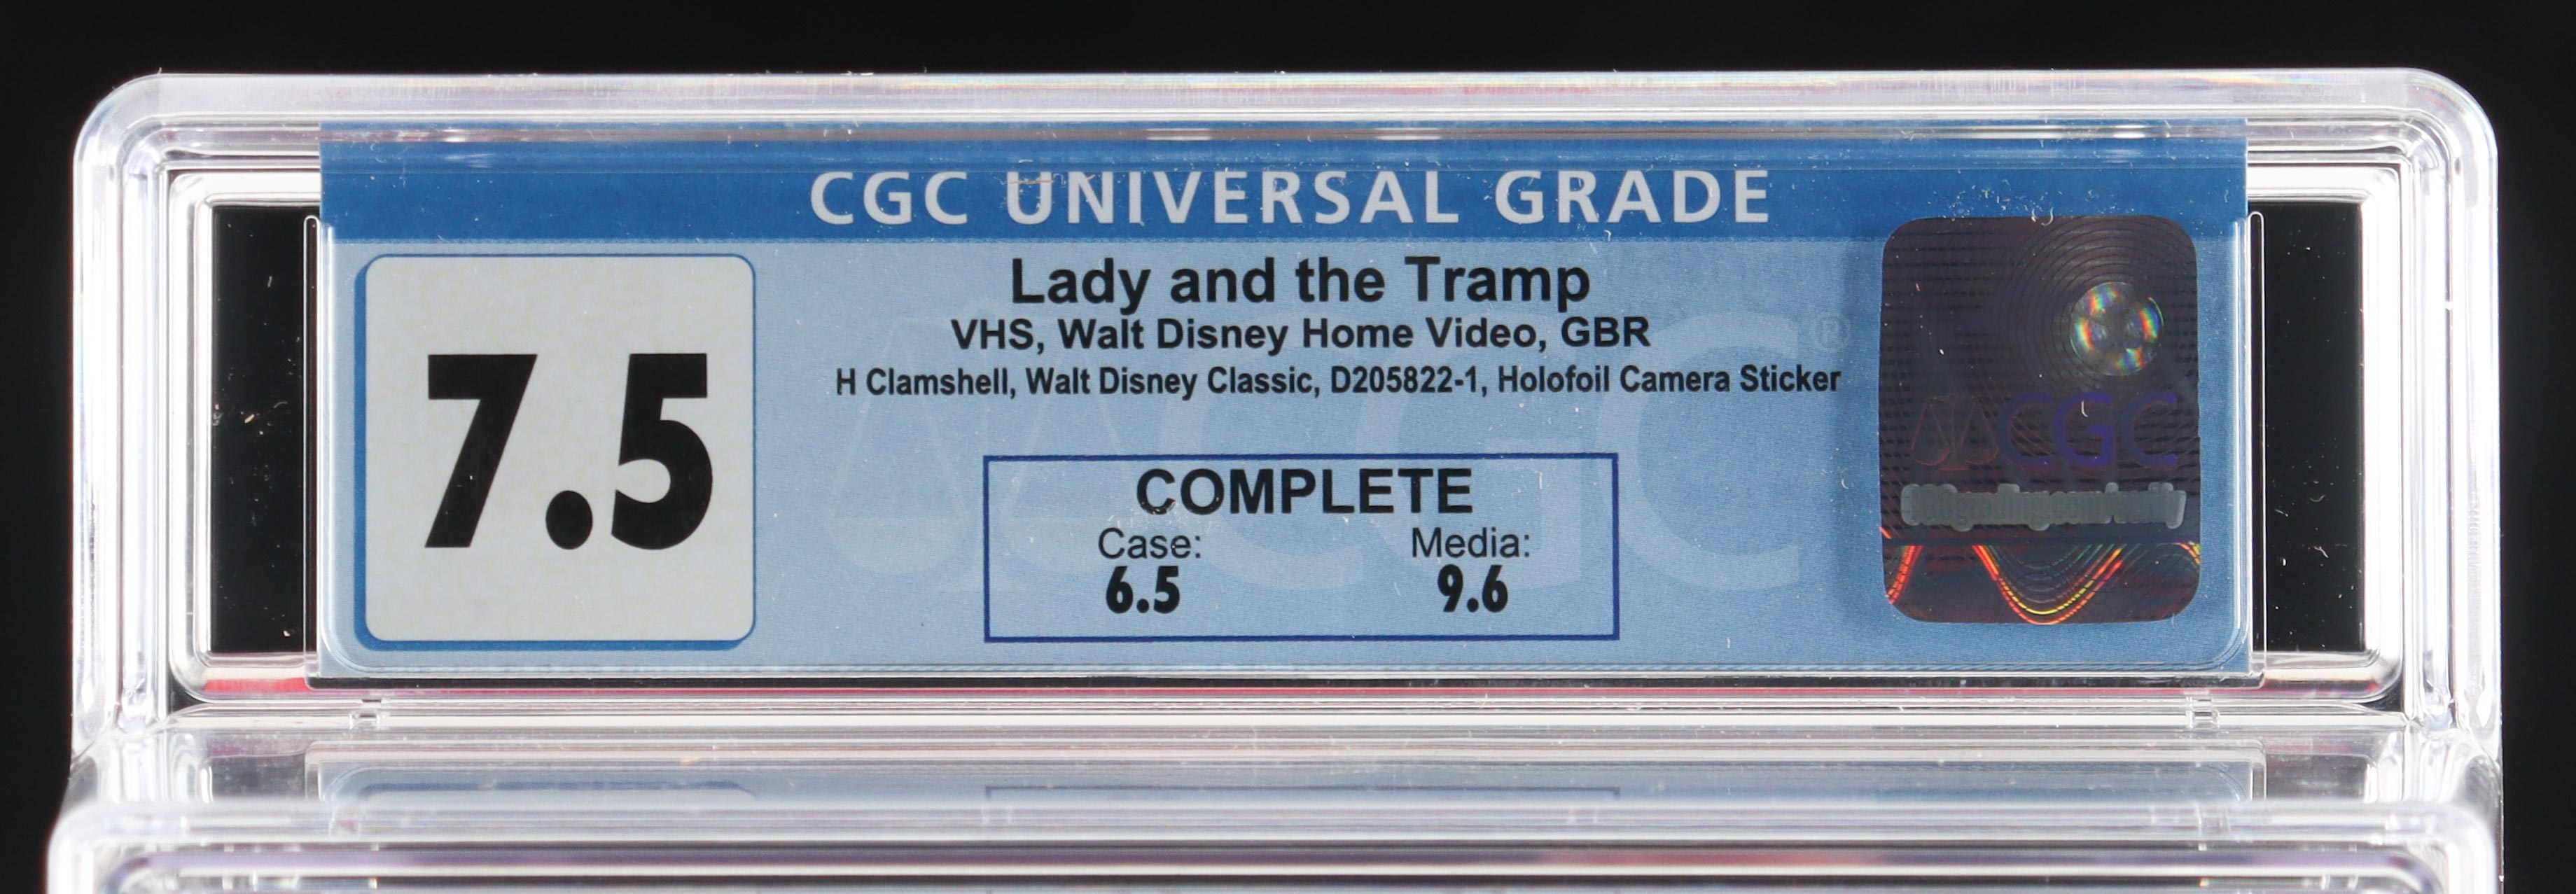 CGC UNIVERSAL GRADE
7.5
Lady and the Tramp
VHS, Walt Disney Home Video, GBR
H Clamshell, Walt Disney Classic, D205822-1, Holofoil Camera Sticker
COMPLETE
Case: Media:
6.5 9.6
CGC
CGC ®